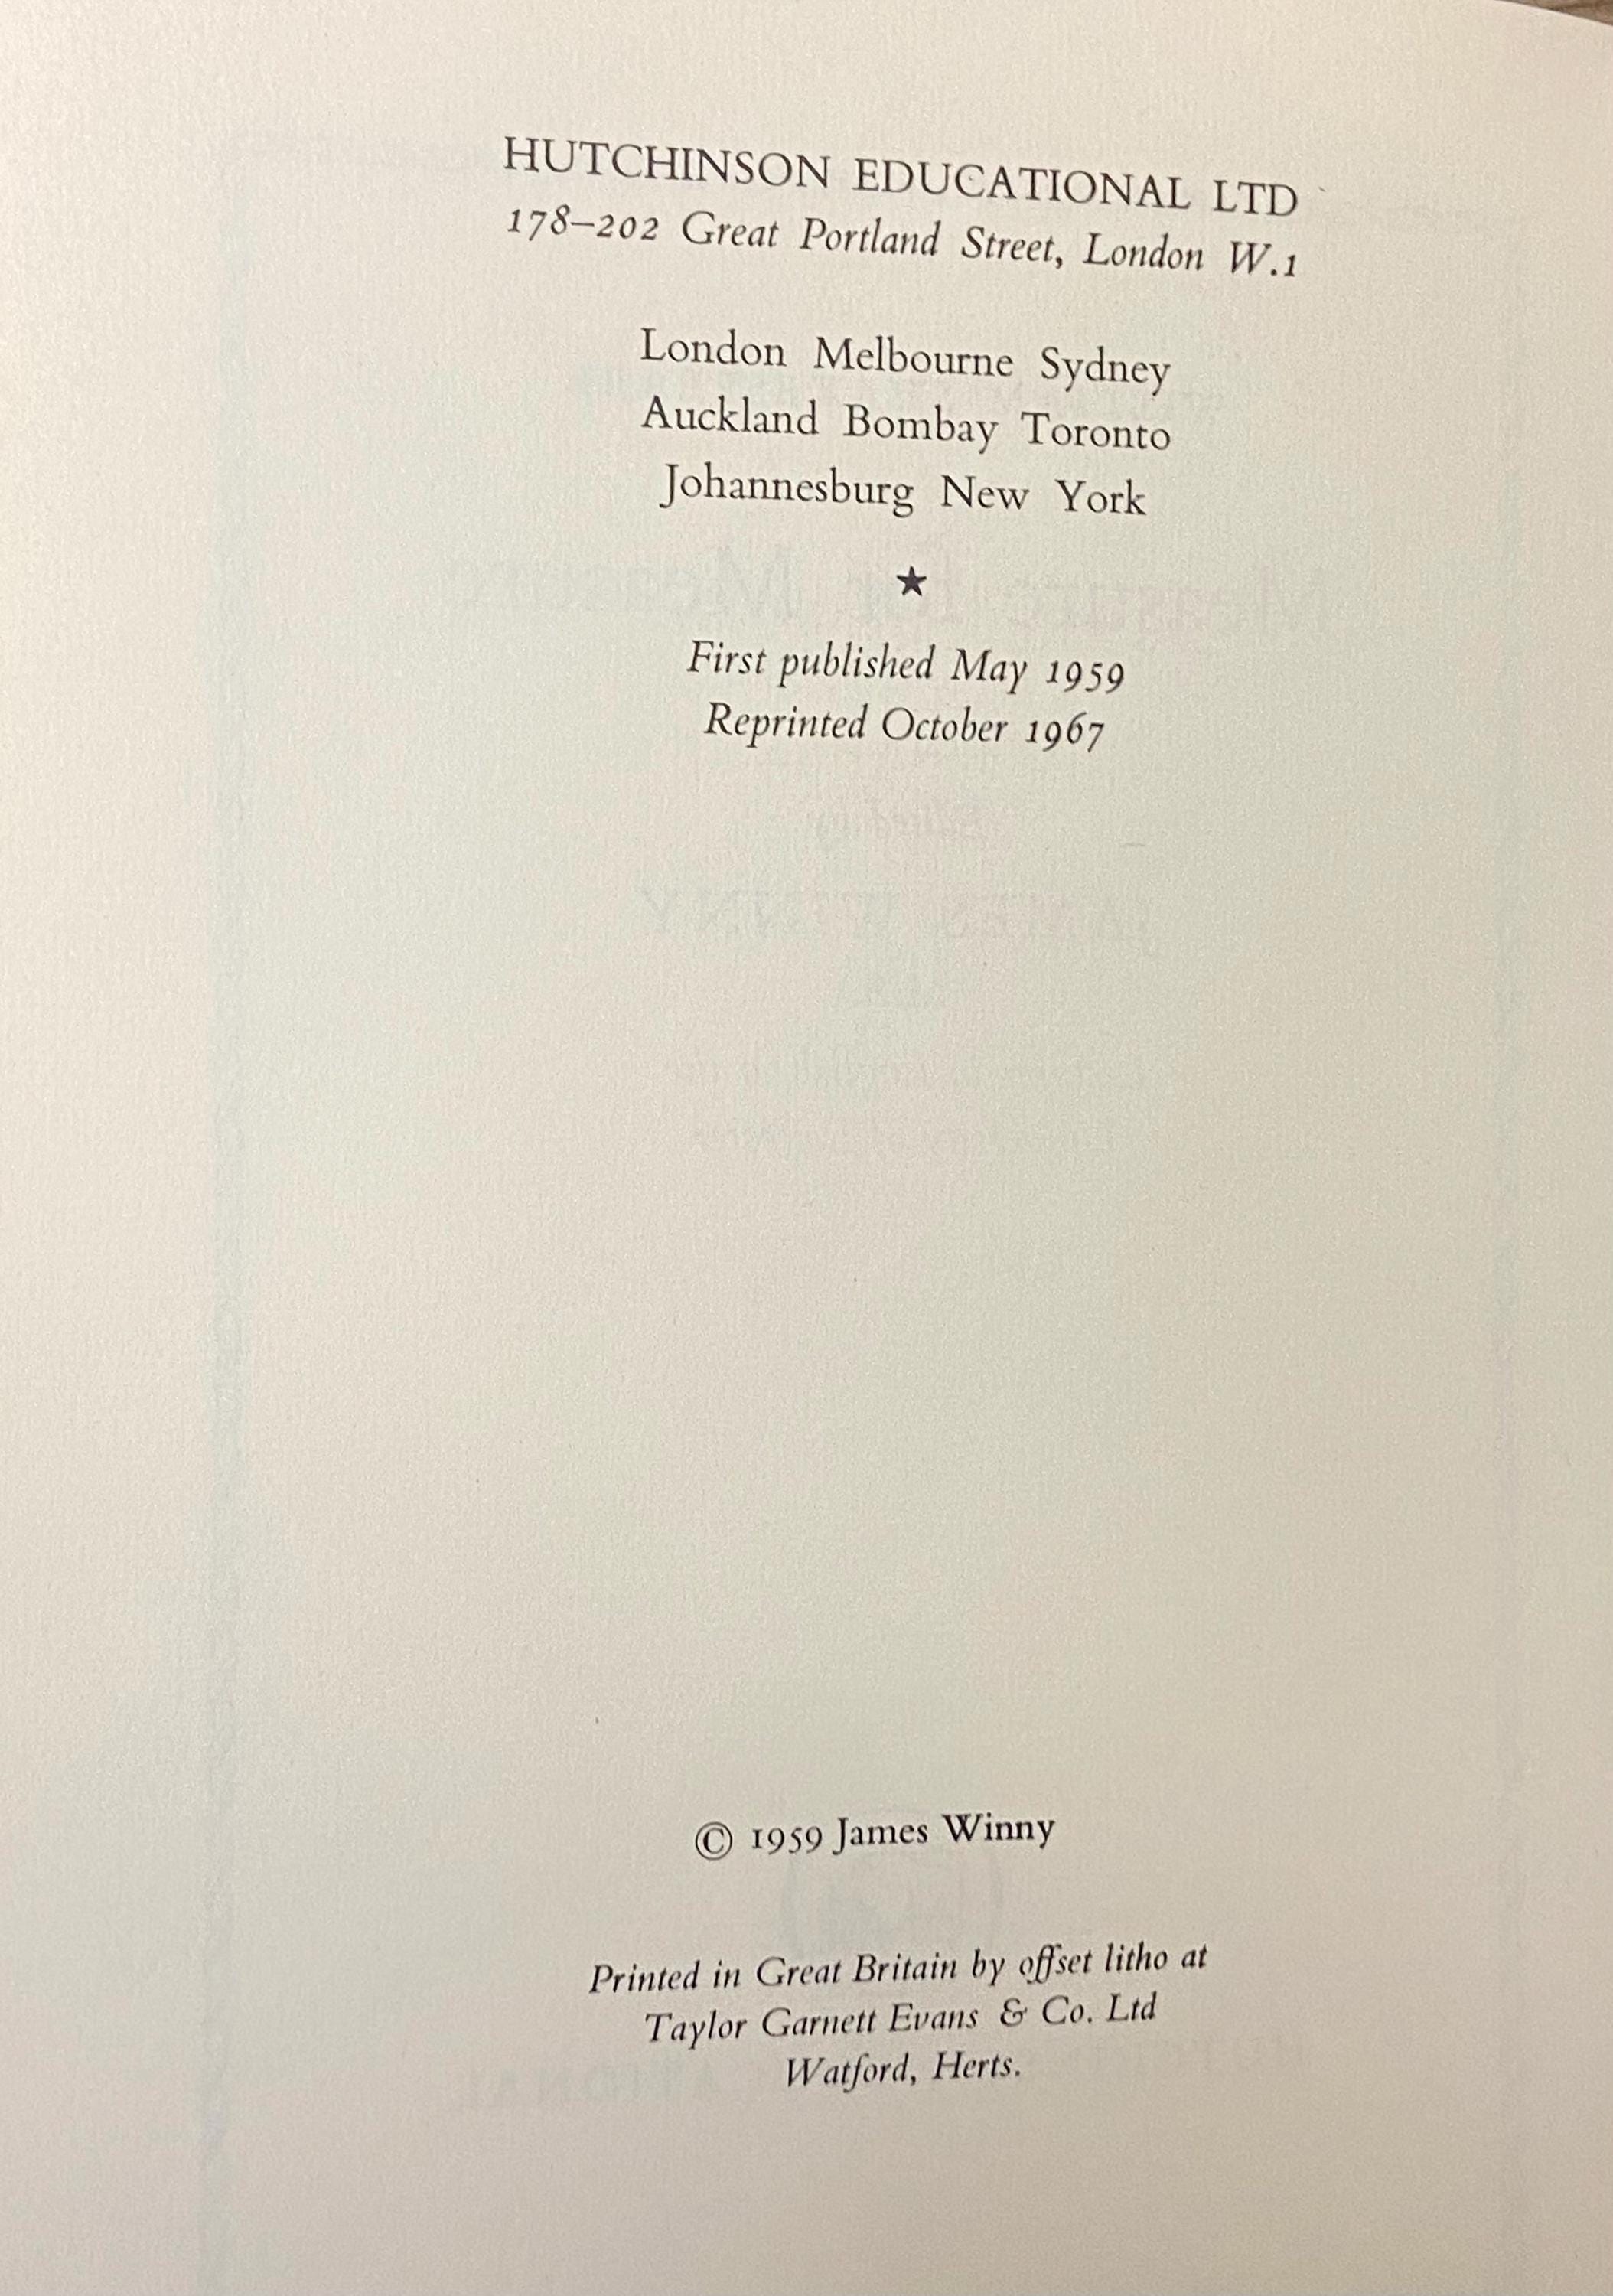 HUTCHINSON EDUCATIONAL LTD
178–202 Great Portland Street, London W.1
London Melbourne Sydney
Auckland Bombay Toronto
Johannesburg New York
★
First published May 1959
Reprinted October 1967
© 1959 James Winny
Printed in Great Britain by offset litho at
Taylor Garnett Evans & Co. Ltd
Watford, Herts.